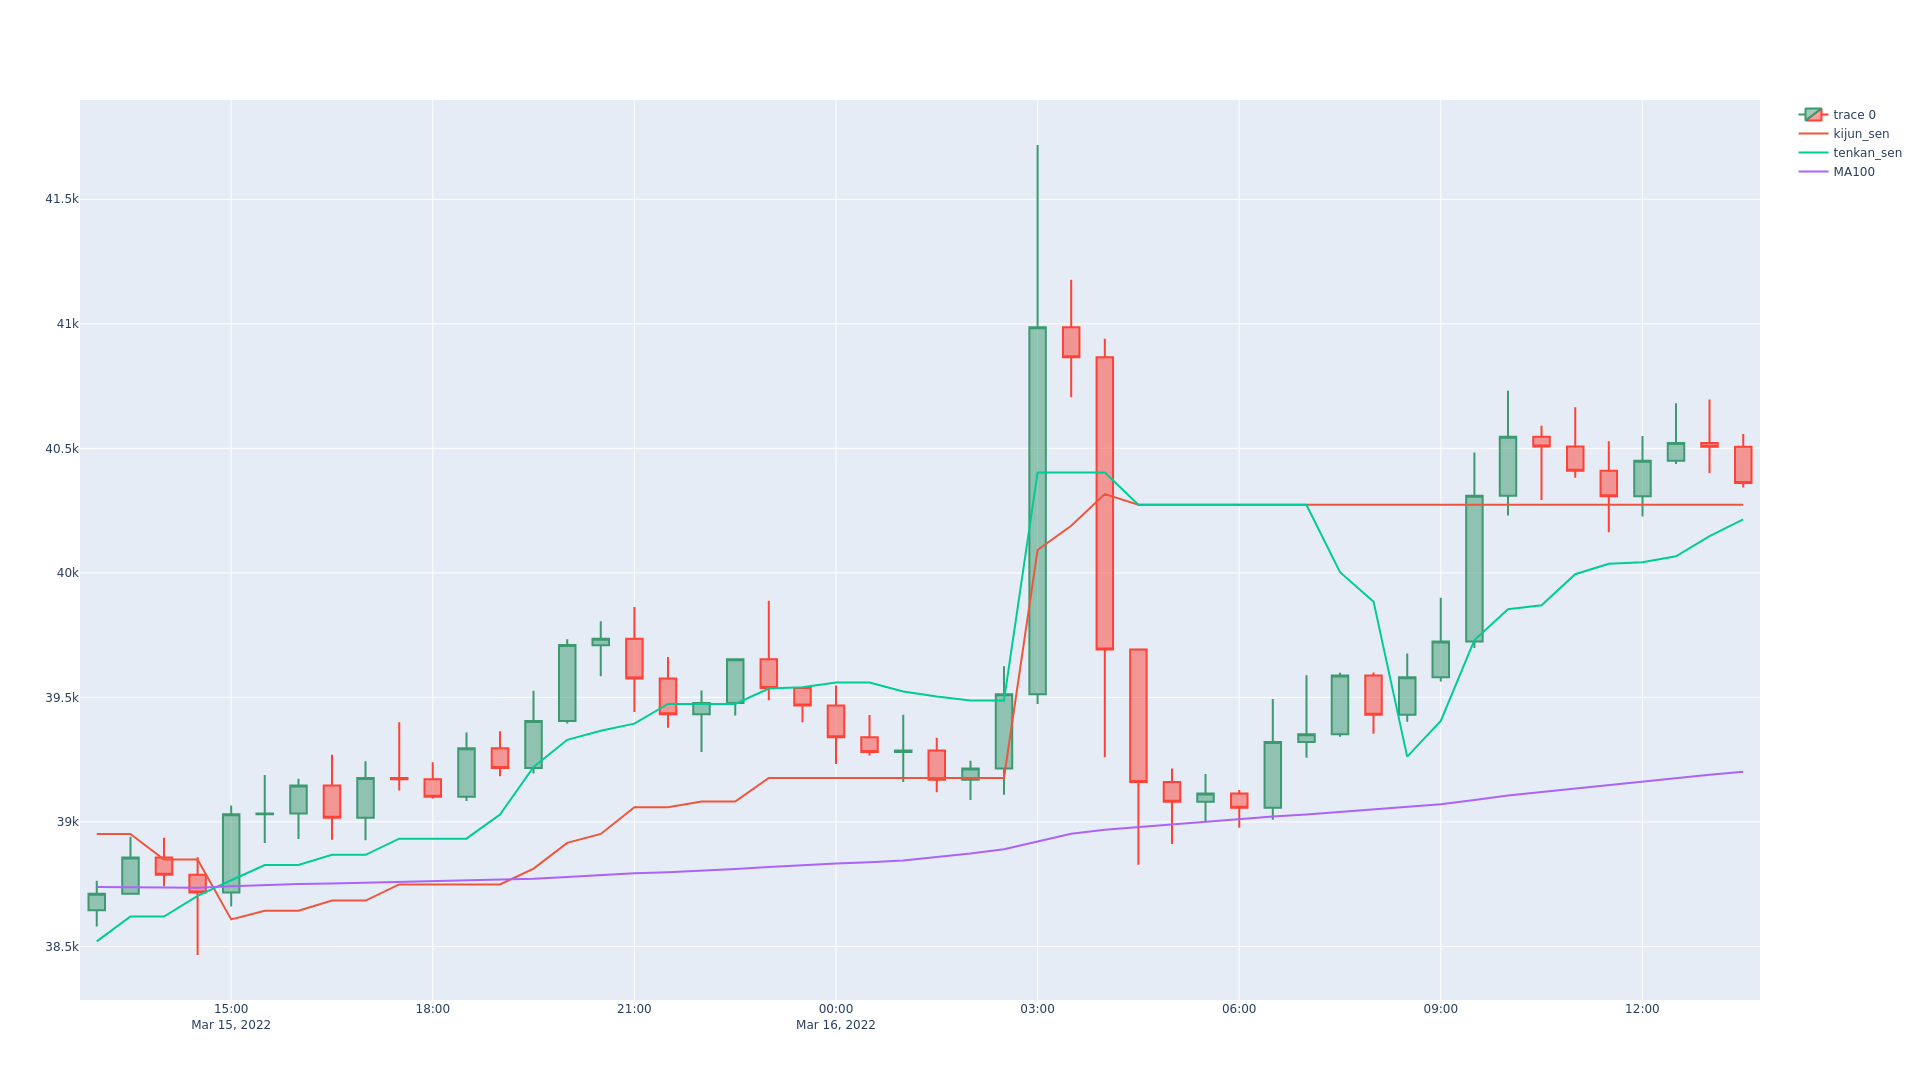 trace 0
kijun_sen
tenkan_sen
MA100
41.5k
41k
40.5k
40k
39.5k
39k
38.5k
15:00 18:00 21:00 00:00 03:00 06:00 09:00 12:00
Mar 15, 2022 Mar 16, 2022